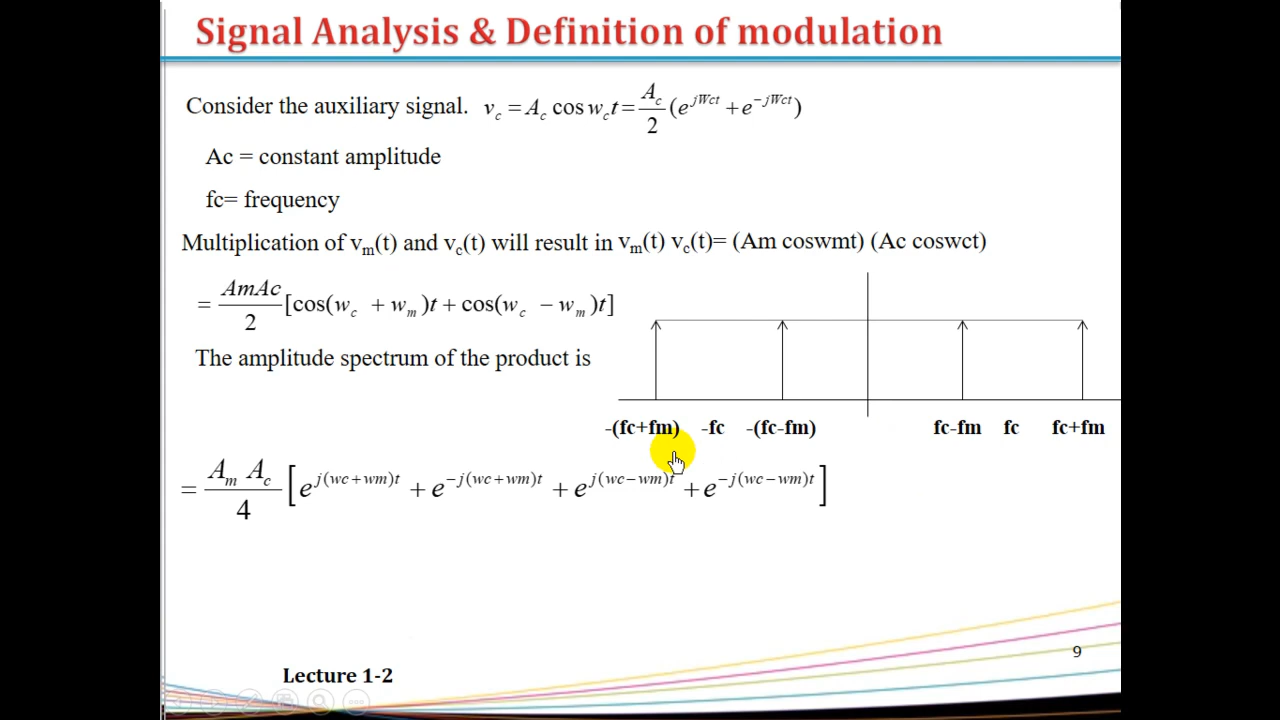 Signal Analysis & Definition of modulation
Consider the auxiliary signal. v_c = A_c cos w_c t = A_c/2 (e^{jWct} + e^{-jWct})
Ac = constant amplitude
fc= frequency
Multiplication of v_m(t) and v_c(t) will result in v_m(t) v_c(t)= (Am coswmt) (Ac coswct)
= AmAc/2 [cos(w_c + w_m)t + cos(w_c - w_m)t]
The amplitude spectrum of the product is
-(fc+fm) -fc -(fc-fm) fc-fm fc fc+fm
= A_m A_c/4 [e^{j(wc+wm)t} + e^{-j(wc+wm)t} + e^{j(wc-wm)t} + e^{-j(wc-wm)t}]
9
Lecture 1-2